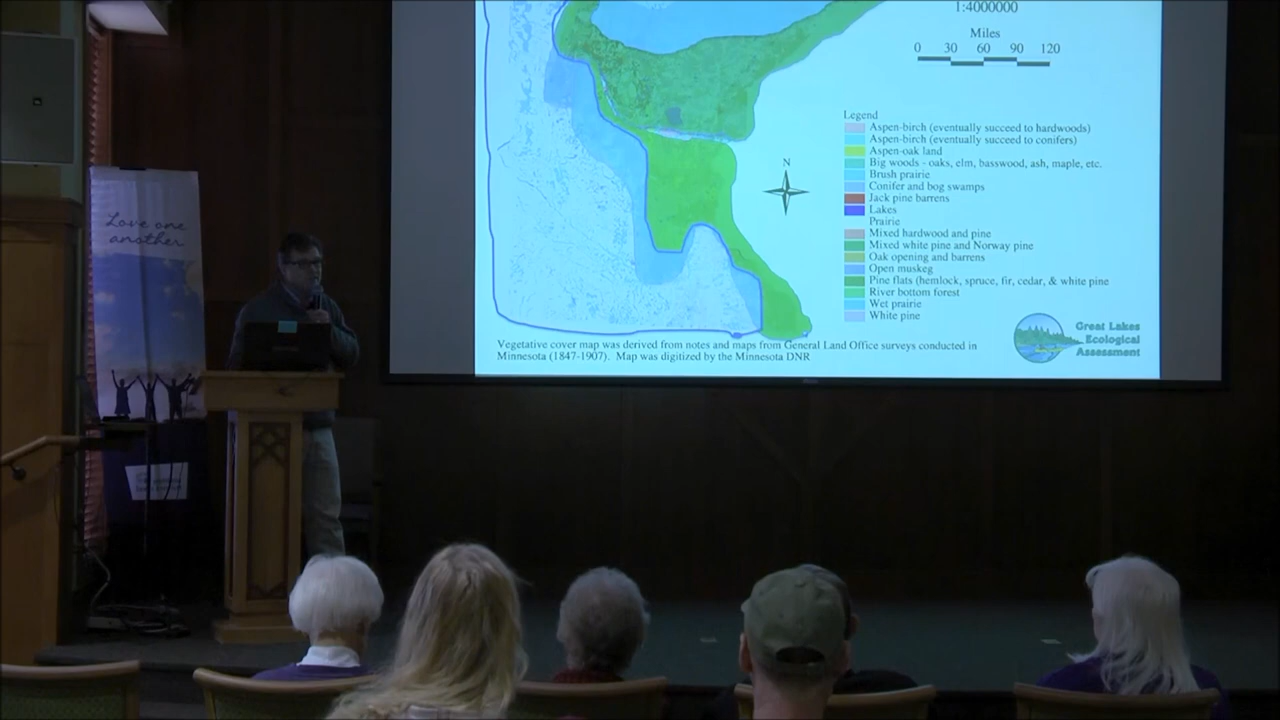 1:4000000
Miles
0 30 60 90 120
Legend
Aspen-birch (eventually succeed to hardwoods)
Aspen-birch (eventually succeed to conifers)
Aspen-oak land
Big woods - oaks, elm, basswood, ash, maple, etc.
Brush prairie
Conifer and bog swamps
Jack pine barrens
Lakes
Prairie
Mixed hardwood and pine
Mixed white pine and Norway pine
Oak opening and barrens
Open muskeg
Pine flats (hemlock, spruce, fir, cedar, & white pine
River bottom forest
Wet prairie
White pine
N
Vegetative cover map was derived from notes and maps from General Land Office surveys conducted in
Minnesota (1847-1907). Map was digitized by the Minnesota DNR
Great Lakes
Ecological
Assessment
Love one
another